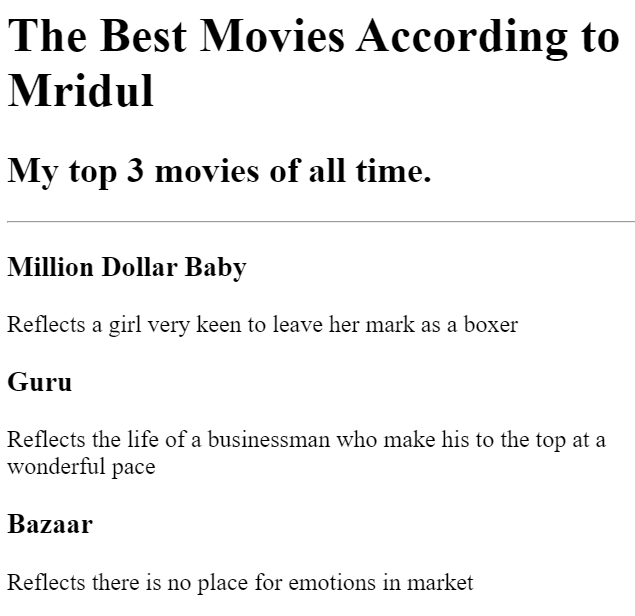 The Best Movies According to
Mridul
My top 3 movies of all time.
Million Dollar Baby
Reflects a girl very keen to leave her mark as a boxer
Guru
Reflects the life of a businessman who make his to the top at a
wonderful pace
Bazaar
Reflects there is no place for emotions in market